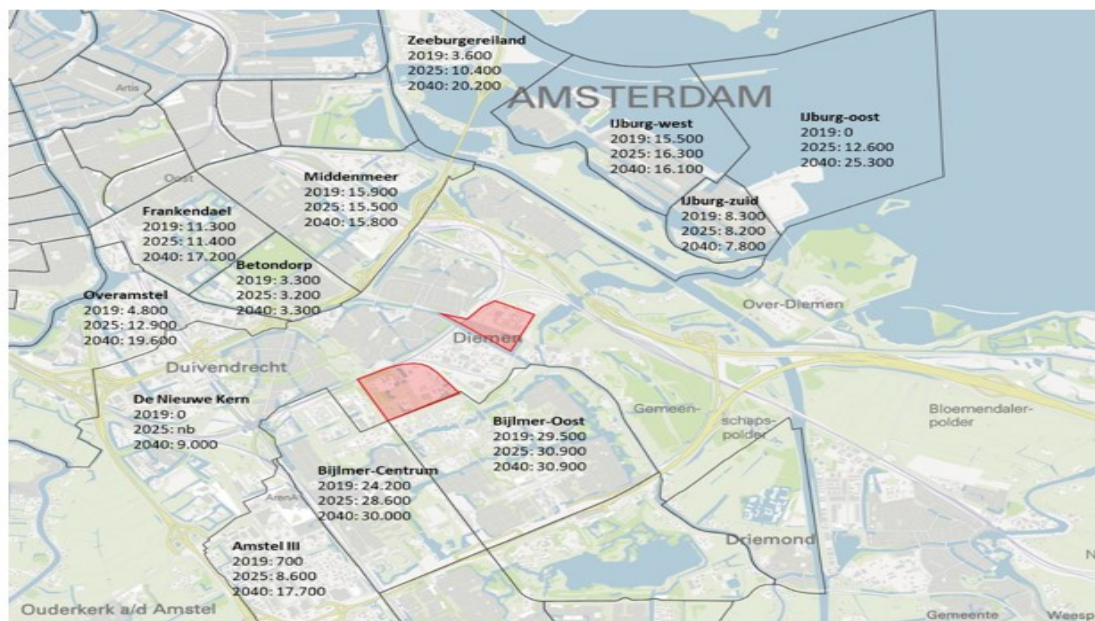 Zeeburgereiland
2019: 3.600
2025: 10.400
2040: 20.200
Artis
AMSTERDAM
IJburg-west
2019: 15.500
2025: 16.300
2040: 16.100
IJburg-oost
2019: 0
2025: 12.600
2040: 25.300
Oost
Middenmeer
2019: 15.900
2025: 15.500
2040: 15.800
IJburg-zuid
2019: 8.300
2025: 8.200
2040: 7.800
Frankendael
2019: 11.300
2025: 11.400
2040: 17.200
Betondorp
2019: 3.300
2025: 3.200
2040: 3.300
Overamstel
2019: 4.800
2025: 12.900
2040: 19.600
Over-Diemen
Diemen
Duivendrecht
De Nieuwe Kern
2019: 0
2025: nb
2040: 9.000
Bijlmer-Oost
2019: 29.500
2025: 30.900
2040: 30.900
Gemeen-
schaps-
polder
Bloemendaler-
polder
Bijlmer-Centrum
2019: 24.200
2025: 28.600
2040: 30.000
ArenA
Amstel III
2019: 700
2025: 8.600
2040: 17.700
Driemond
Ouderkerk a/d Amstel
Gemeente
Weesp